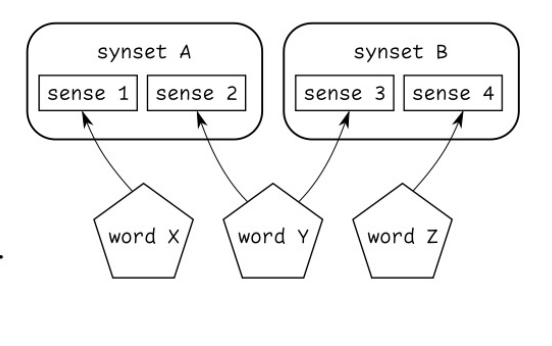 synset A
synset B
sense 1
sense 2
sense 3
sense 4
word X
word Y
word Z
.